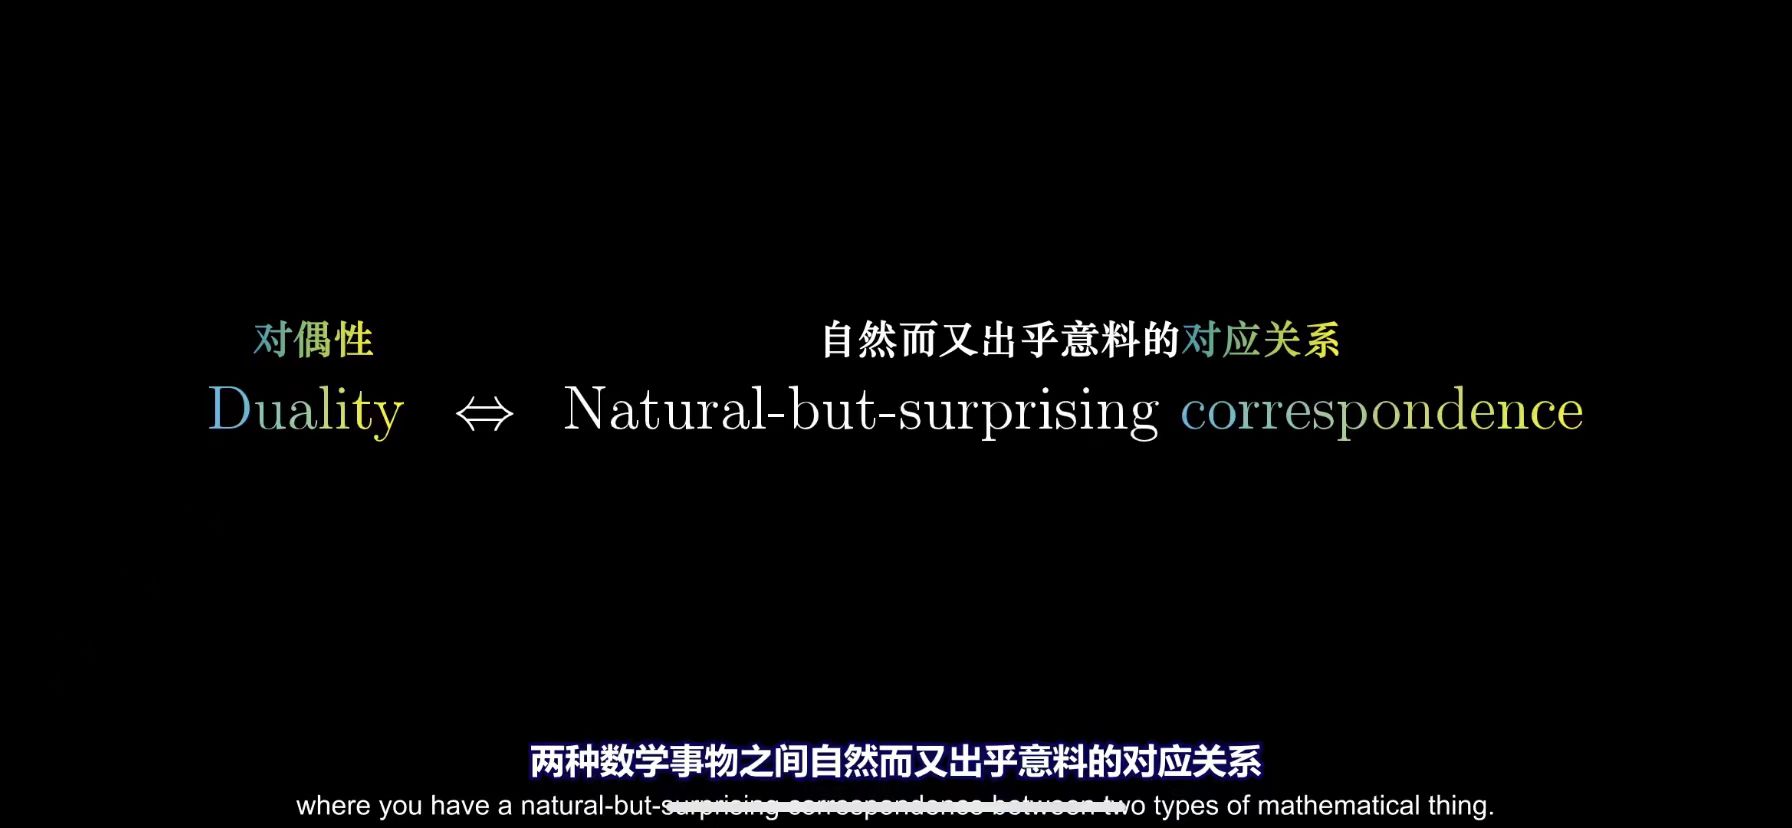 对偶性 自然而又出乎意料的对应关系
Duality ⇔ Natural-but-surprising correspondence
两种数学事物之间自然而又出乎意料的对应关系
where you have a natural-but-surprising correspondence between two types of mathematical thing.